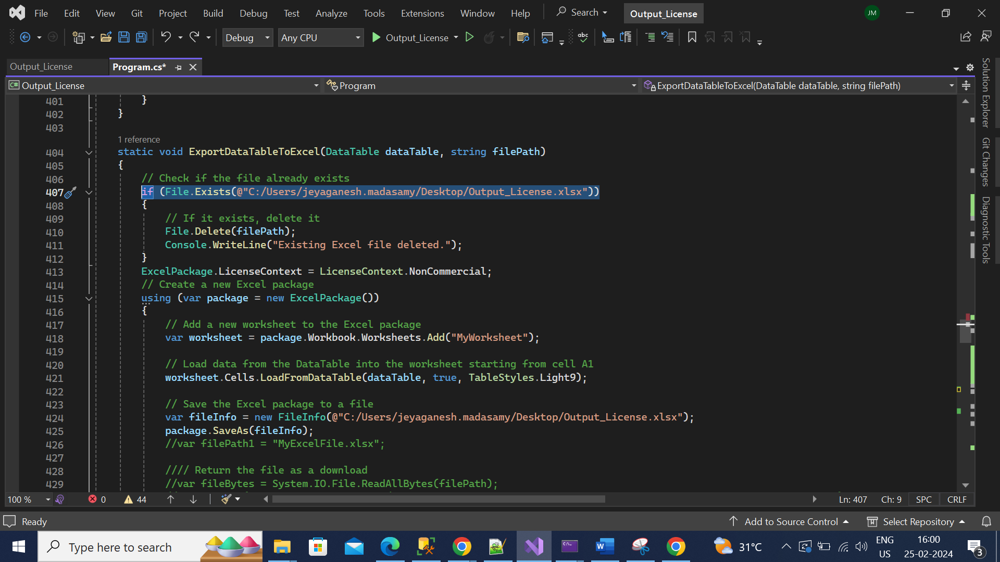 File Edit View Git Project Build Debug Test Analyze Tools Extensions Window Help Search Output_License JM
Debug Any CPU Output_License abc
Output_License Program.cs*
C# Output_License Program ExportDataTableToExcel(DataTable dataTable, string filePath)
401 }
402 }
403
1 reference
404 static void ExportDataTableToExcel(DataTable dataTable, string filePath)
405 {
406 // Check if the file already exists
407 if (File.Exists(@"C:/Users/jeyaganesh.madasamy/Desktop/Output_License.xlsx"))
408 {
409 // If it exists, delete it
410 File.Delete(filePath);
411 Console.WriteLine("Existing Excel file deleted.");
412 }
413 ExcelPackage.LicenseContext = LicenseContext.NonCommercial;
414 // Create a new Excel package
415 using (var package = new ExcelPackage())
416 {
417 // Add a new worksheet to the Excel package
418 var worksheet = package.Workbook.Worksheets.Add("MyWorksheet");
419
420 // Load data from the DataTable into the worksheet starting from cell A1
421 worksheet.Cells.LoadFromDataTable(dataTable, true, TableStyles.Light9);
422
423 // Save the Excel package to a file
424 var fileInfo = new FileInfo(@"C:/Users/jeyaganesh.madasamy/Desktop/Output_License.xlsx");
425 package.SaveAs(fileInfo);
426 //var filePath1 = "MyExcelFile.xlsx";
427
428 //// Return the file as a download
429 //var fileBytes = System.IO.File.ReadAllBytes(filePath);
Solution Explorer
Git Changes
Diagnostic Tools
100 % 0 44 Ln: 407 Ch: 9 SPC CRLF
Ready Add to Source Control Select Repository
Type here to search 31°C ENG US 16:00 25-02-2024 3